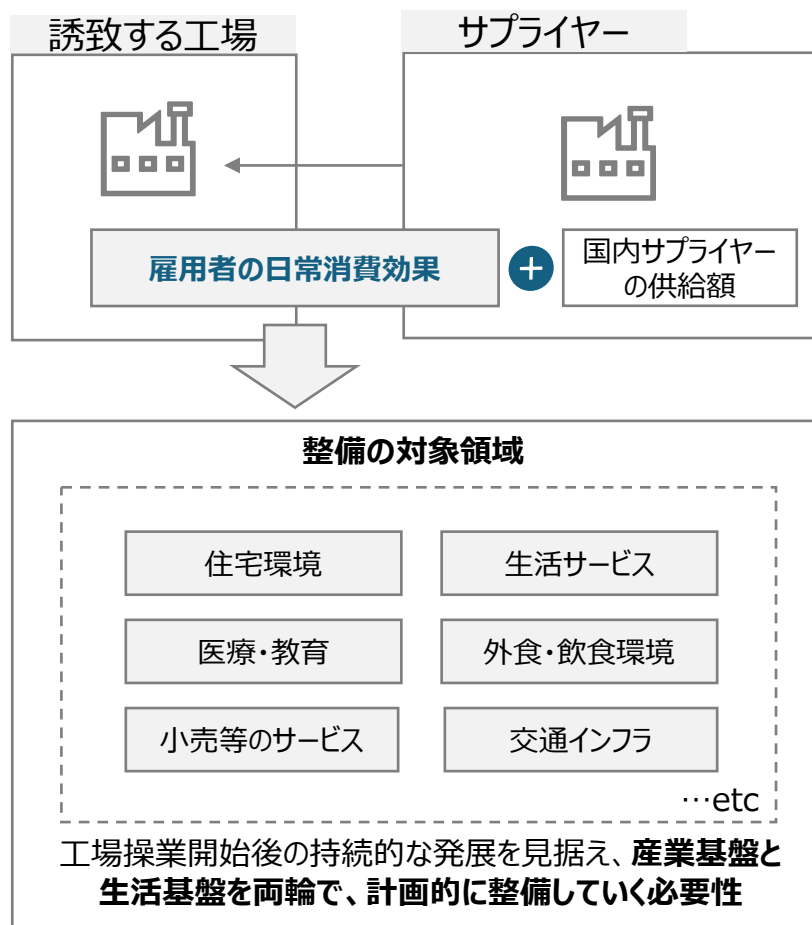 誘致する工場
サプライヤー
雇用者の日常消費効果
+
国内サプライヤー
の供給額
整備の対象領域
住宅環境
生活サービス
医療・教育
外食・飲食環境
小売等のサービス
交通インフラ
…etc
工場操業開始後の持続的な発展を見据え、産業基盤と
生活基盤を両輪で、計画的に整備していく必要性